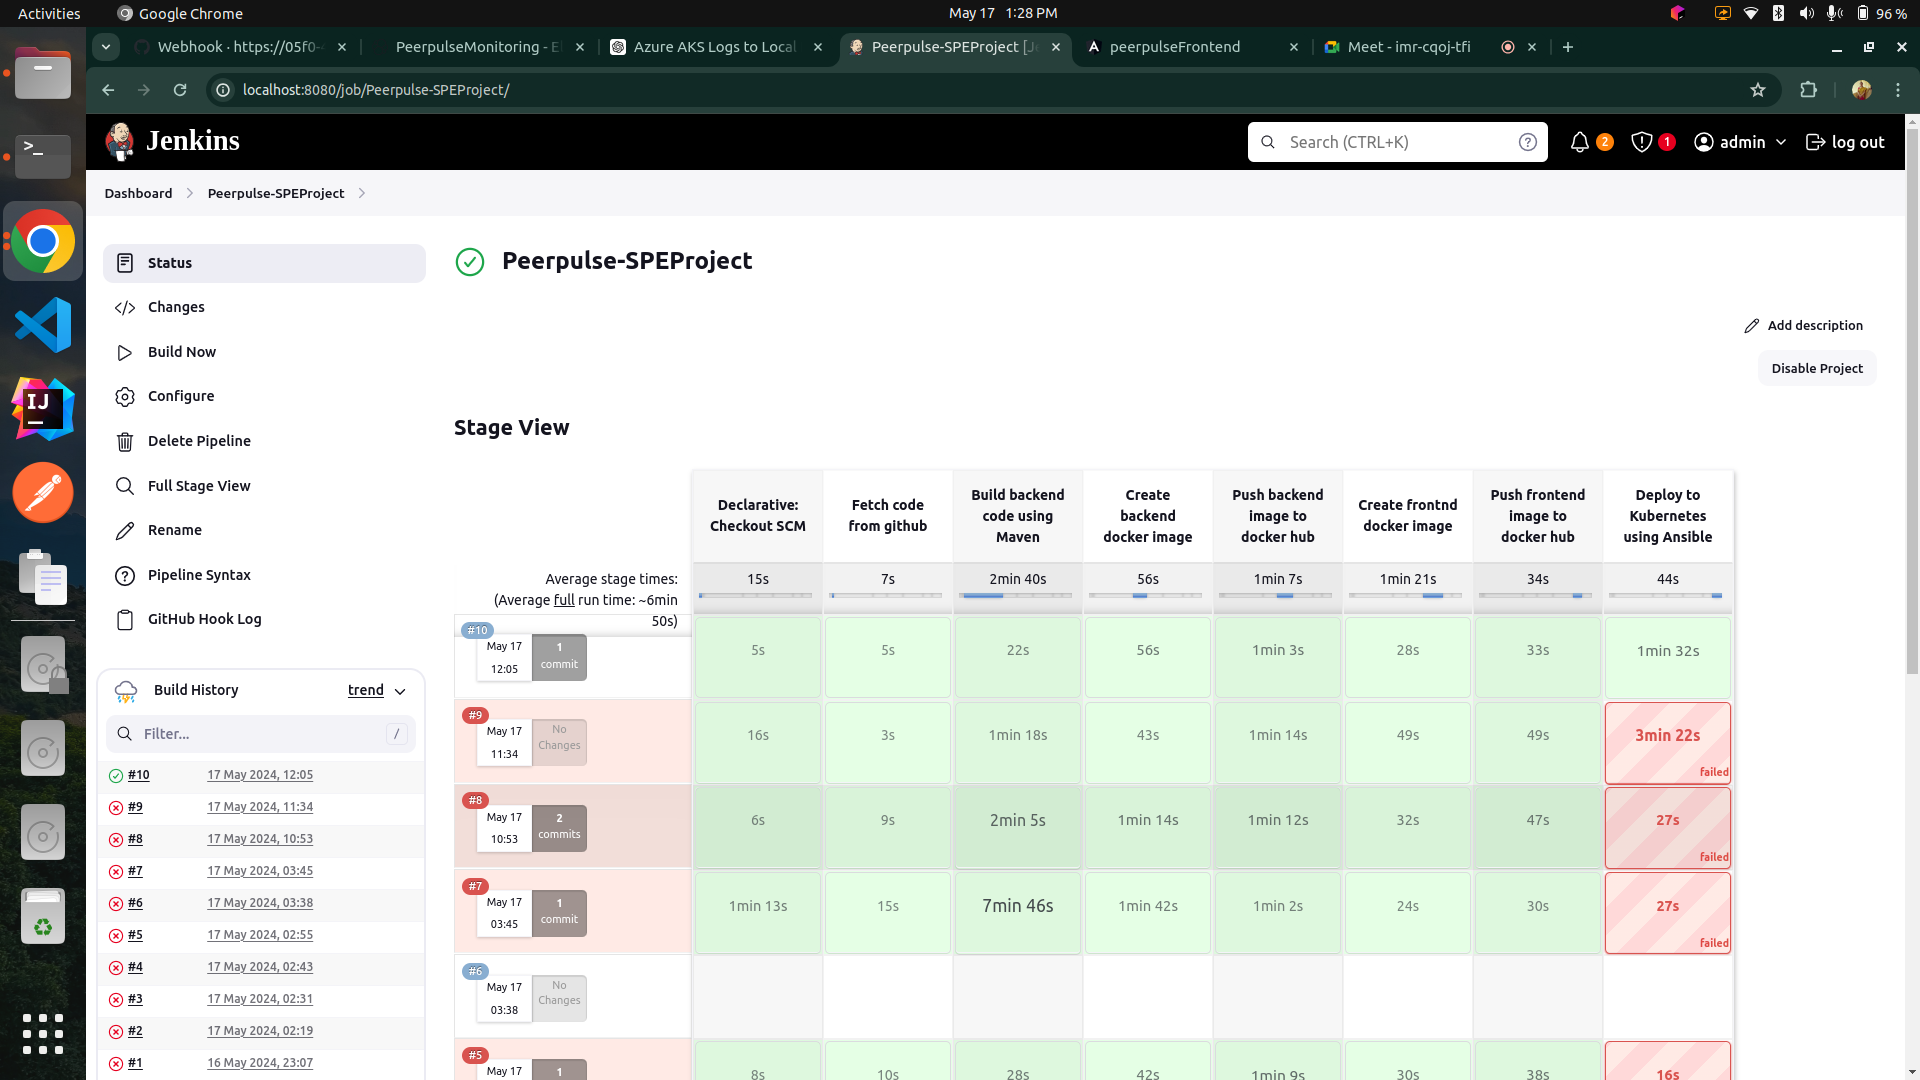 Activities
Google Chrome
May 17 1:28 PM
96 %
Webhook · https://05f0-
PeerpulseMonitoring - El
Azure AKS Logs to Local
Peerpulse-SPEProject [Je
peerpulseFrontend
Meet - imr-cqoj-tfi
localhost:8080/job/Peerpulse-SPEProject/
Jenkins
Search (CTRL+K)
2
1
admin
log out
Dashboard
Peerpulse-SPEProject
Status
Changes
Build Now
Configure
Delete Pipeline
Full Stage View
Rename
Pipeline Syntax
GitHub Hook Log
Build History
trend
Filter...
/
#10 17 May 2024, 12:05
#9 17 May 2024, 11:34
#8 17 May 2024, 10:53
#7 17 May 2024, 03:45
#6 17 May 2024, 03:38
#5 17 May 2024, 02:55
#4 17 May 2024, 02:43
#3 17 May 2024, 02:31
#2 17 May 2024, 02:19
#1 16 May 2024, 23:07
Peerpulse-SPEProject
Add description
Disable Project
Stage View
Declarative:
Checkout SCM
Fetch code
from github
Build backend
code using
Maven
Create
backend
docker image
Push backend
image to
docker hub
Create frontnd
docker image
Push frontend
image to
docker hub
Deploy to
Kubernetes
using Ansible
Average stage times:
(Average full run time: ~6min
50s)
15s 7s 2min 40s 56s 1min 7s 1min 21s 34s 44s
#10
May 17
12:05
1
commit
5s 5s 22s 56s 1min 3s 28s 33s 1min 32s
#9
May 17
11:34
No
Changes
16s 3s 1min 18s 43s 1min 14s 49s 49s 3min 22s
failed
#8
May 17
10:53
2
commits
6s 9s 2min 5s 1min 14s 1min 12s 32s 47s 27s
failed
#7
May 17
03:45
1
commit
1min 13s 15s 7min 46s 1min 42s 1min 2s 24s 30s 27s
failed
#6
May 17
03:38
No
Changes
#5
May 17
1
8s 10s 28s 42s 1min 9s 30s 38s 16s